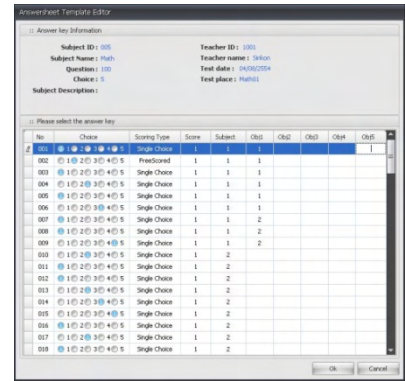 Answersheet Template Editor
:: Answer key Information
Subject ID : 005 Teacher ID : 1001
Subject Name : Math Teacher name : Sirikon
Question : 100 Test date : 04/08/2554
Choice : 5 Test place : Math01
Subject Description :
:: Please select the answer key
No Choice Scoring Type Score Subject Obj1 Obj2 Obj3 Obj4 Obj5
001 1 2 3 4 5 Single Choice 1 1 1
002 1 2 3 4 5 FreeScored 1 1 1
003 1 2 3 4 5 Single Choice 1 1 1
004 1 2 3 4 5 Single Choice 1 1 1
005 1 2 3 4 5 Single Choice 1 1 1
006 1 2 3 4 5 Single Choice 1 1 1
007 1 2 3 4 5 Single Choice 1 1 2
008 1 2 3 4 5 Single Choice 1 1 2
009 1 2 3 4 5 Single Choice 1 1 2
010 1 2 3 4 5 Single Choice 1 2
011 1 2 3 4 5 Single Choice 1 2
012 1 2 3 4 5 Single Choice 1 2
013 1 2 3 4 5 Single Choice 1 2
014 1 2 3 4 5 Single Choice 1 2
015 1 2 3 4 5 Single Choice 1 2
016 1 2 3 4 5 Single Choice 1 2
017 1 2 3 4 5 Single Choice 1 2
018 1 2 3 4 5 Single Choice 1 2
Ok Cancel